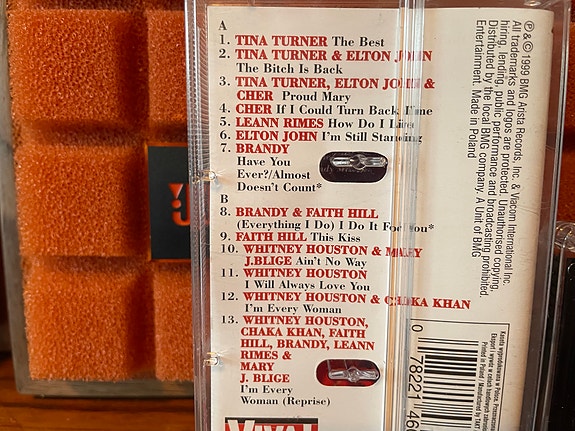 A
1. TINA TURNER The Best
2. TINA TURNER & ELTON JOHN
The Bitch Is Back
3. TINA TURNER, ELTON JOHN &
CHER Proud Mary
4. CHER If I Could Turn Back Time
5. LEANN RIMES How Do I Live
6. ELTON JOHN I'm Still Standing
7. BRANDY
Have You
Ever?/Almost
Doesn't Count*
B
8. BRANDY & FAITH HILL
(Everything I Do) I Do It For you*
9. FAITH HILL This Kiss
10. WHITNEY HOUSTON & MARY
J.BLIGE Ain't No Way
11. WHITNEY HOUSTON
I Will Always Love You
12. WHITNEY HOUSTON & CHAKA KHAN
I'm Every Woman
13. WHITNEY HOUSTON,
CHAKA KHAN, FAITH
HILL, BRANDY, LEANN
RIMES &
MARY
J. BLIGE
I'm Every
Woman (Reprise)
℗ & © 1999 BMG Arista Records, Inc. & Viacom International Inc
All trademarks and logos are protected. Unauthorised copying,
hiring, lending, public performance and broadcasting prohibited.
Distributed by the local BMG company. A Unit of BMG
Entertainment. Made in Poland
0 78221 460
Printed in Poland / Manufactured by